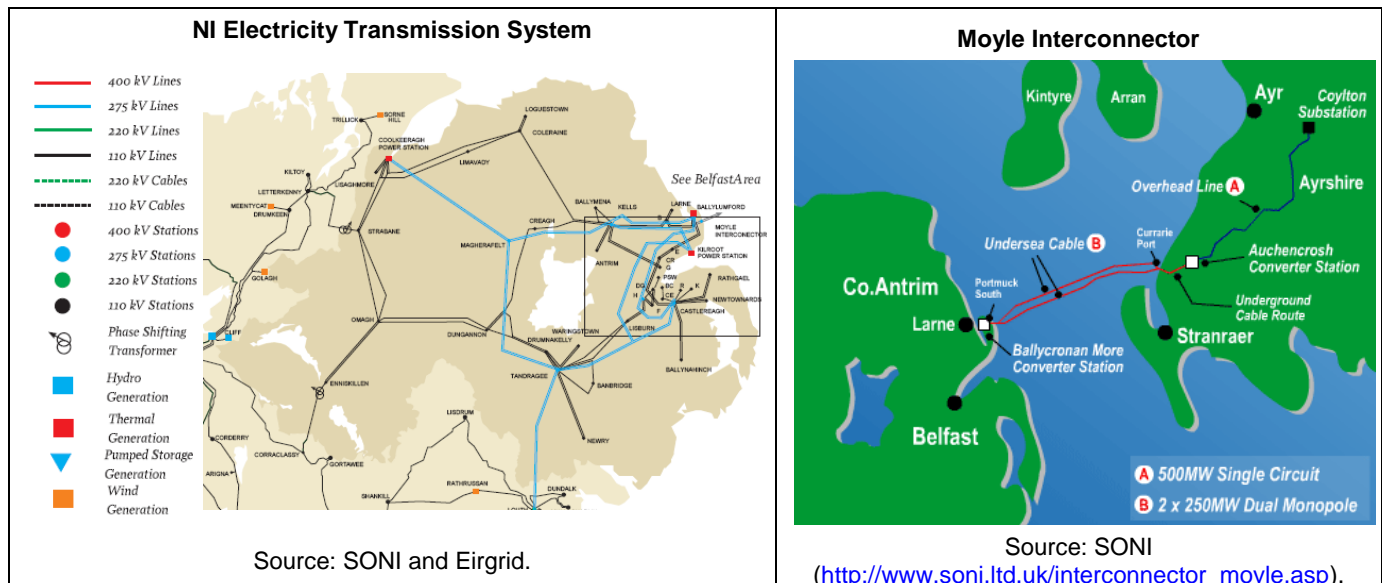 NI Electricity Transmission System
400 kV Lines
275 kV Lines
220 kV Lines
110 kV Lines
220 kV Cables
110 kV Cables
400 kV Stations
275 kV Stations
220 kV Stations
110 kV Stations
Phase Shifting
Transformer
Hydro
Generation
Thermal
Generation
Pumped Storage
Generation
Wind
Generation
LOGUESTOWN
COLERAINE
SORNE
HILL
TRILLICK
COOLKEERAGH
POWER STATION
LIMAVADY
KILTOY
LISAGHMORE
LETTERKENNY
MEENTYCAT
DRUMKEEN
STRABANE
GOLAGH
See BelfastArea
BALLYMENA
KELLS
LARNE
BALLYLUMFORD
CREAGH
MAGHERAFELT
MOYLE
INTERCONNECTOR
KILROOT
POWER STATION
ANTRIM
E
CR
G
PSW
DG
BC
R
K
H
CE
F
RATHGAEL
NEWTOWNARDS
CASTLEREAGH
OMAGH
DUNGANNON
WARINGSTOWN
DRUMNAKELLY
LISBURN
CLIFF
TANDRAGEE
BANBRIDGE
BALLYNAHINCH
ENNISKILLEN
NEWRY
LISDRUM
CORDERRY
CORRACLASSY
GORTAWEE
ARIGNA
RATHRUSSAN
SHANKILL
DUNDALK
Source: SONI and Eirgrid.
Moyle Interconnector
Kintyre
Arran
Ayr
Coylton
Substation
Overhead Line A
Ayrshire
Undersea Cable B
Currarie
Port
Auchencrosh
Converter Station
Co.Antrim
Portmuck
South
Underground
Cable Route
Larne
Stranraer
Ballycronan More
Converter Station
Belfast
A 500MW Single Circuit
B 2 x 250MW Dual Monopole
Source: SONI
(http://www.soni.ltd.uk/interconnector_moyle.asp).